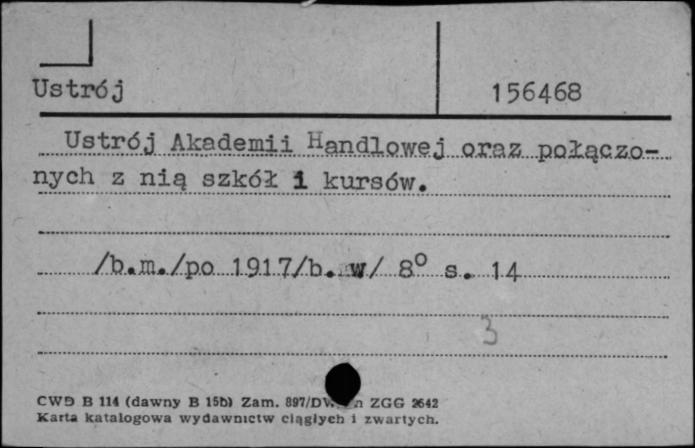 Ustrój 156468
Ustrój Akademii Handlowej oraz połączo-
nych z nią szkół i kursów.
/b.m./po 1917/b. w/ 8° s. 14
3
CWD B 114 (dawny B 15b) Zam. 897/ ZGG 2642
Karta katalogowa wydawnictw ciągłych i zwartych.